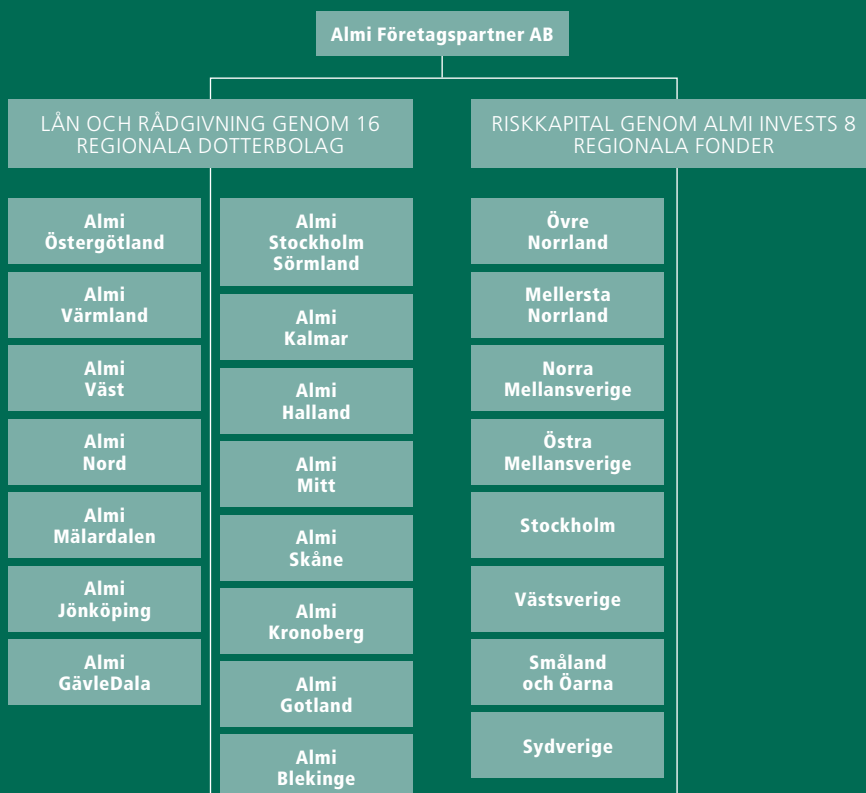 Almi Företagspartner AB
LÅN OCH RÅDGIVNING GENOM 16
REGIONALA DOTTERBOLAG
Almi
Östergötland
Almi
Värmland
Almi
Väst
Almi
Nord
Almi
Mälardalen
Almi
Jönköping
Almi
GävleDala
Almi
Stockholm
Sörmland
Almi
Kalmar
Almi
Halland
Almi
Mitt
Almi
Skåne
Almi
Kronoberg
Almi
Gotland
Almi
Blekinge
RISKKAPITAL GENOM ALMI INVESTS 8
REGIONALA FONDER
Övre
Norrland
Mellersta
Norrland
Norra
Mellansverige
Östra
Mellansverige
Stockholm
Västsverige
Småland
och Öarna
Sydverige